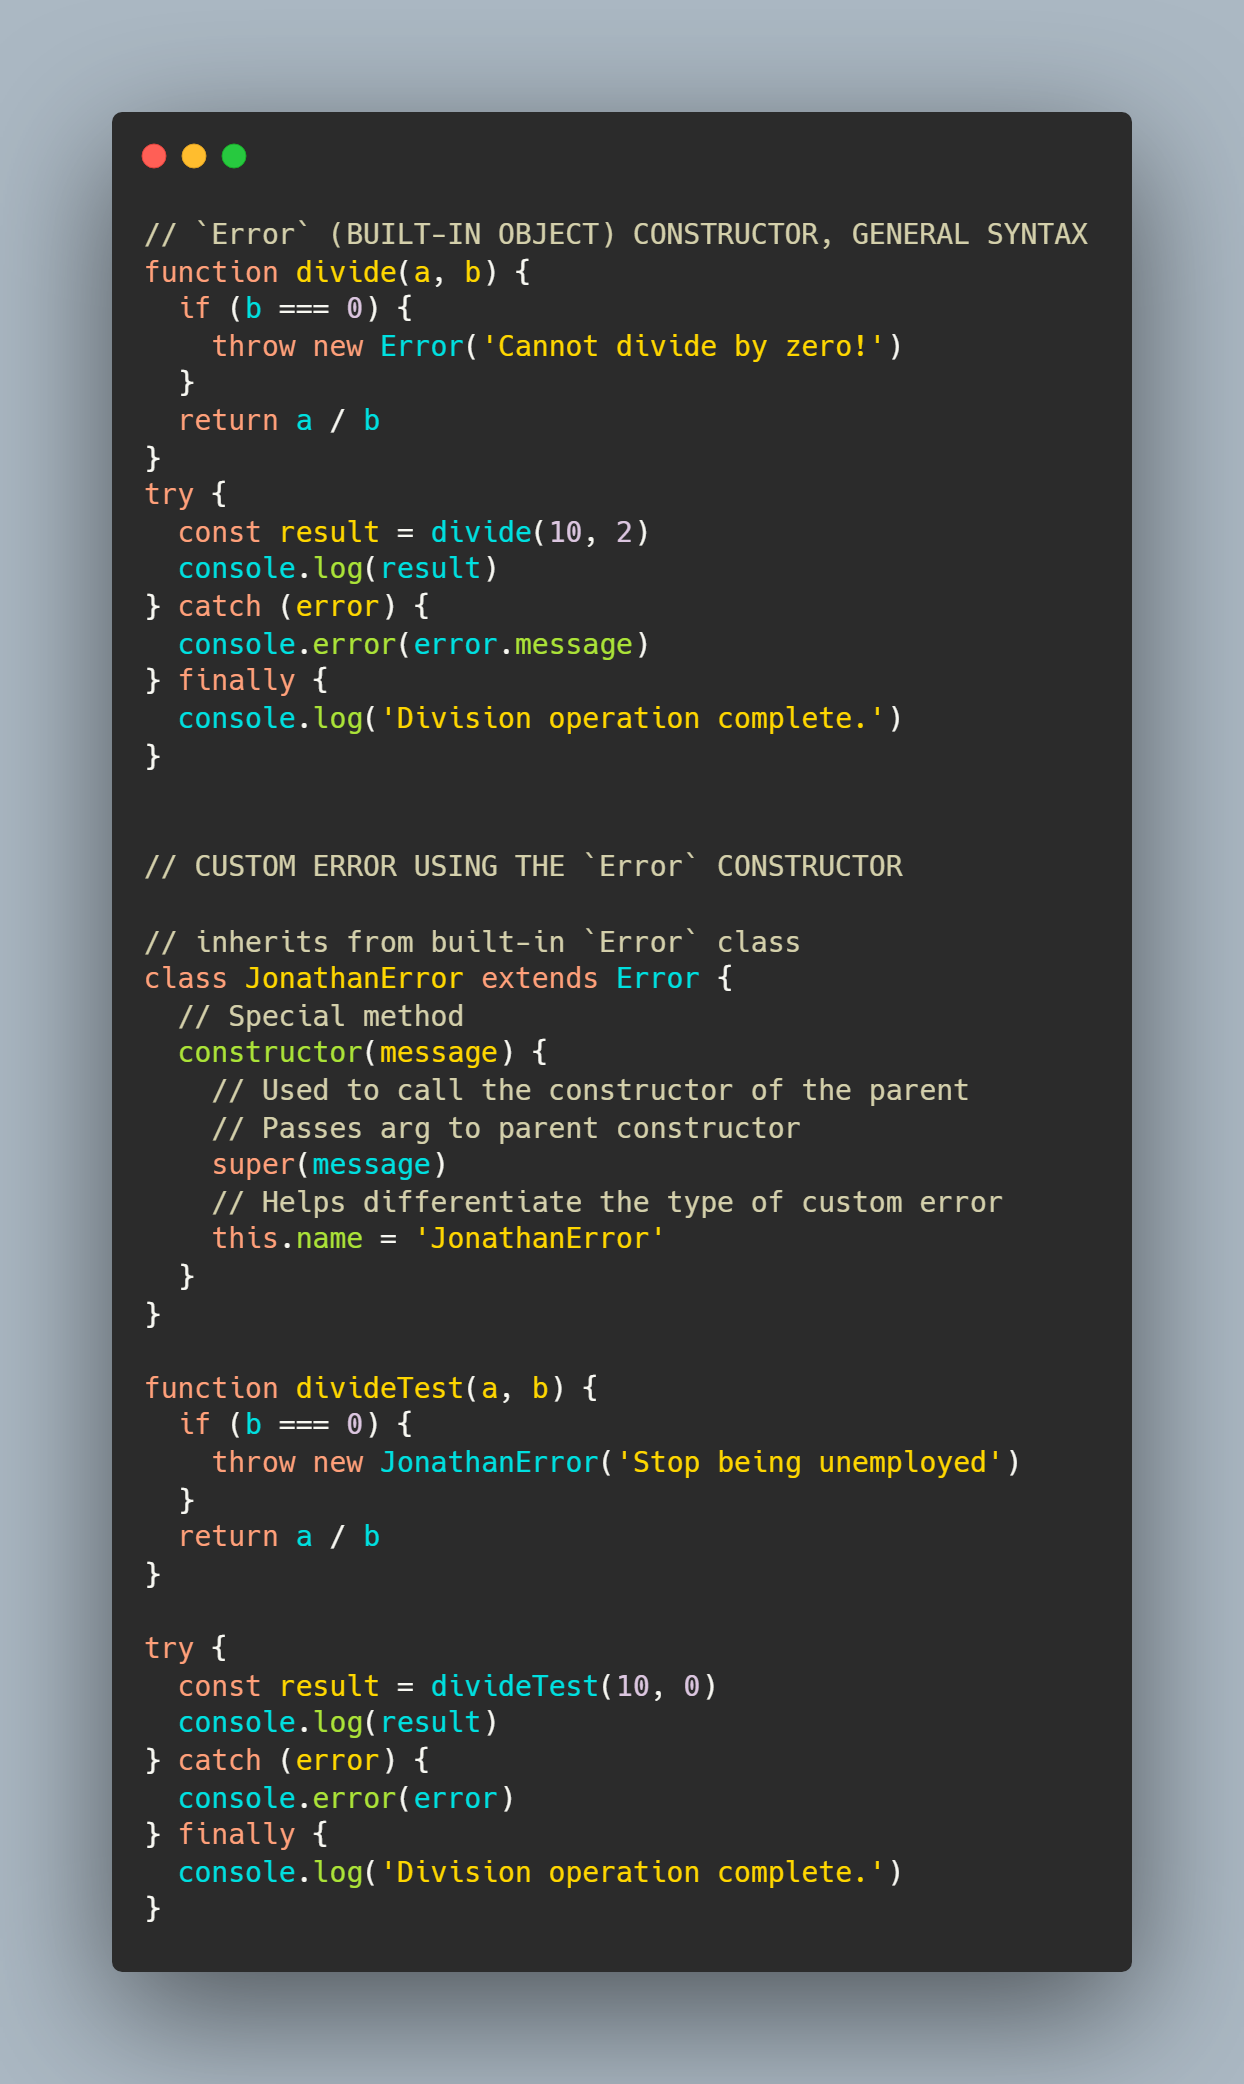 // `Error` (BUILT-IN OBJECT) CONSTRUCTOR, GENERAL SYNTAX
function divide(a, b) {
  if (b === 0) {
    throw new Error('Cannot divide by zero!')
  }
  return a / b
}
try {
  const result = divide(10, 2)
  console.log(result)
} catch (error) {
  console.error(error.message)
} finally {
  console.log('Division operation complete.')
}


// CUSTOM ERROR USING THE `Error` CONSTRUCTOR

// inherits from built-in `Error` class
class JonathanError extends Error {
  // Special method
  constructor(message) {
    // Used to call the constructor of the parent
    // Passes arg to parent constructor
    super(message)
    // Helps differentiate the type of custom error
    this.name = 'JonathanError'
  }
}

function divideTest(a, b) {
  if (b === 0) {
    throw new JonathanError('Stop being unemployed')
  }
  return a / b
}

try {
  const result = divideTest(10, 0)
  console.log(result)
} catch (error) {
  console.error(error)
} finally {
  console.log('Division operation complete.')
}